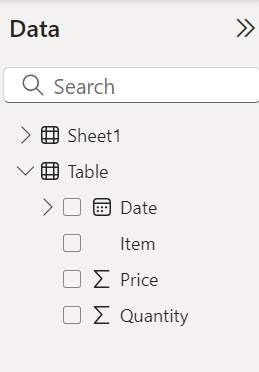 Data
Search
Sheet1
Table
Date
Item
Price
Quantity